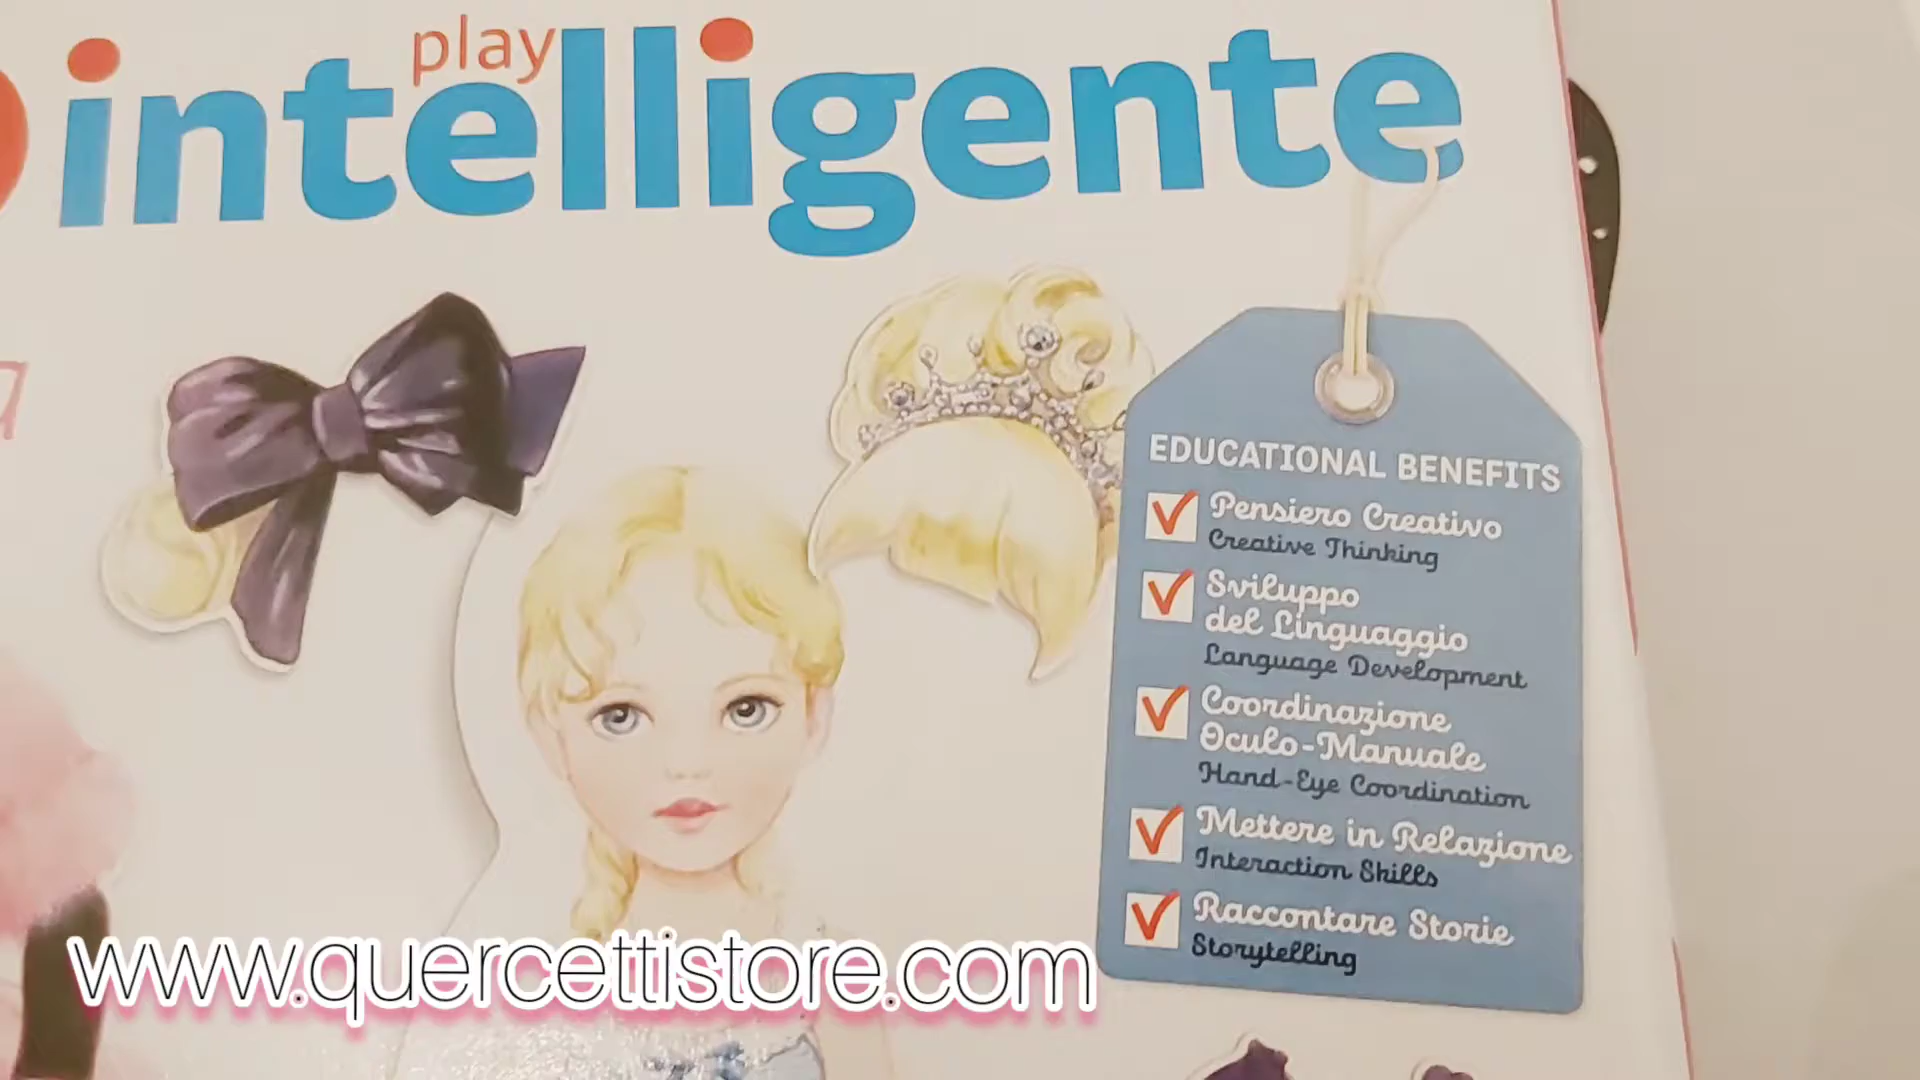 play
intelligente
EDUCATIONAL BENEFITS
Pensiero Creativo
Creative Thinking
Sviluppo
del Linguaggio
Language Development
Coordinazione
Oculo-Manuale
Hand-Eye Coordination
Mettere in Relazione
Interaction Skills
Raccontare Storie
Storytelling
www.quercettistore.com